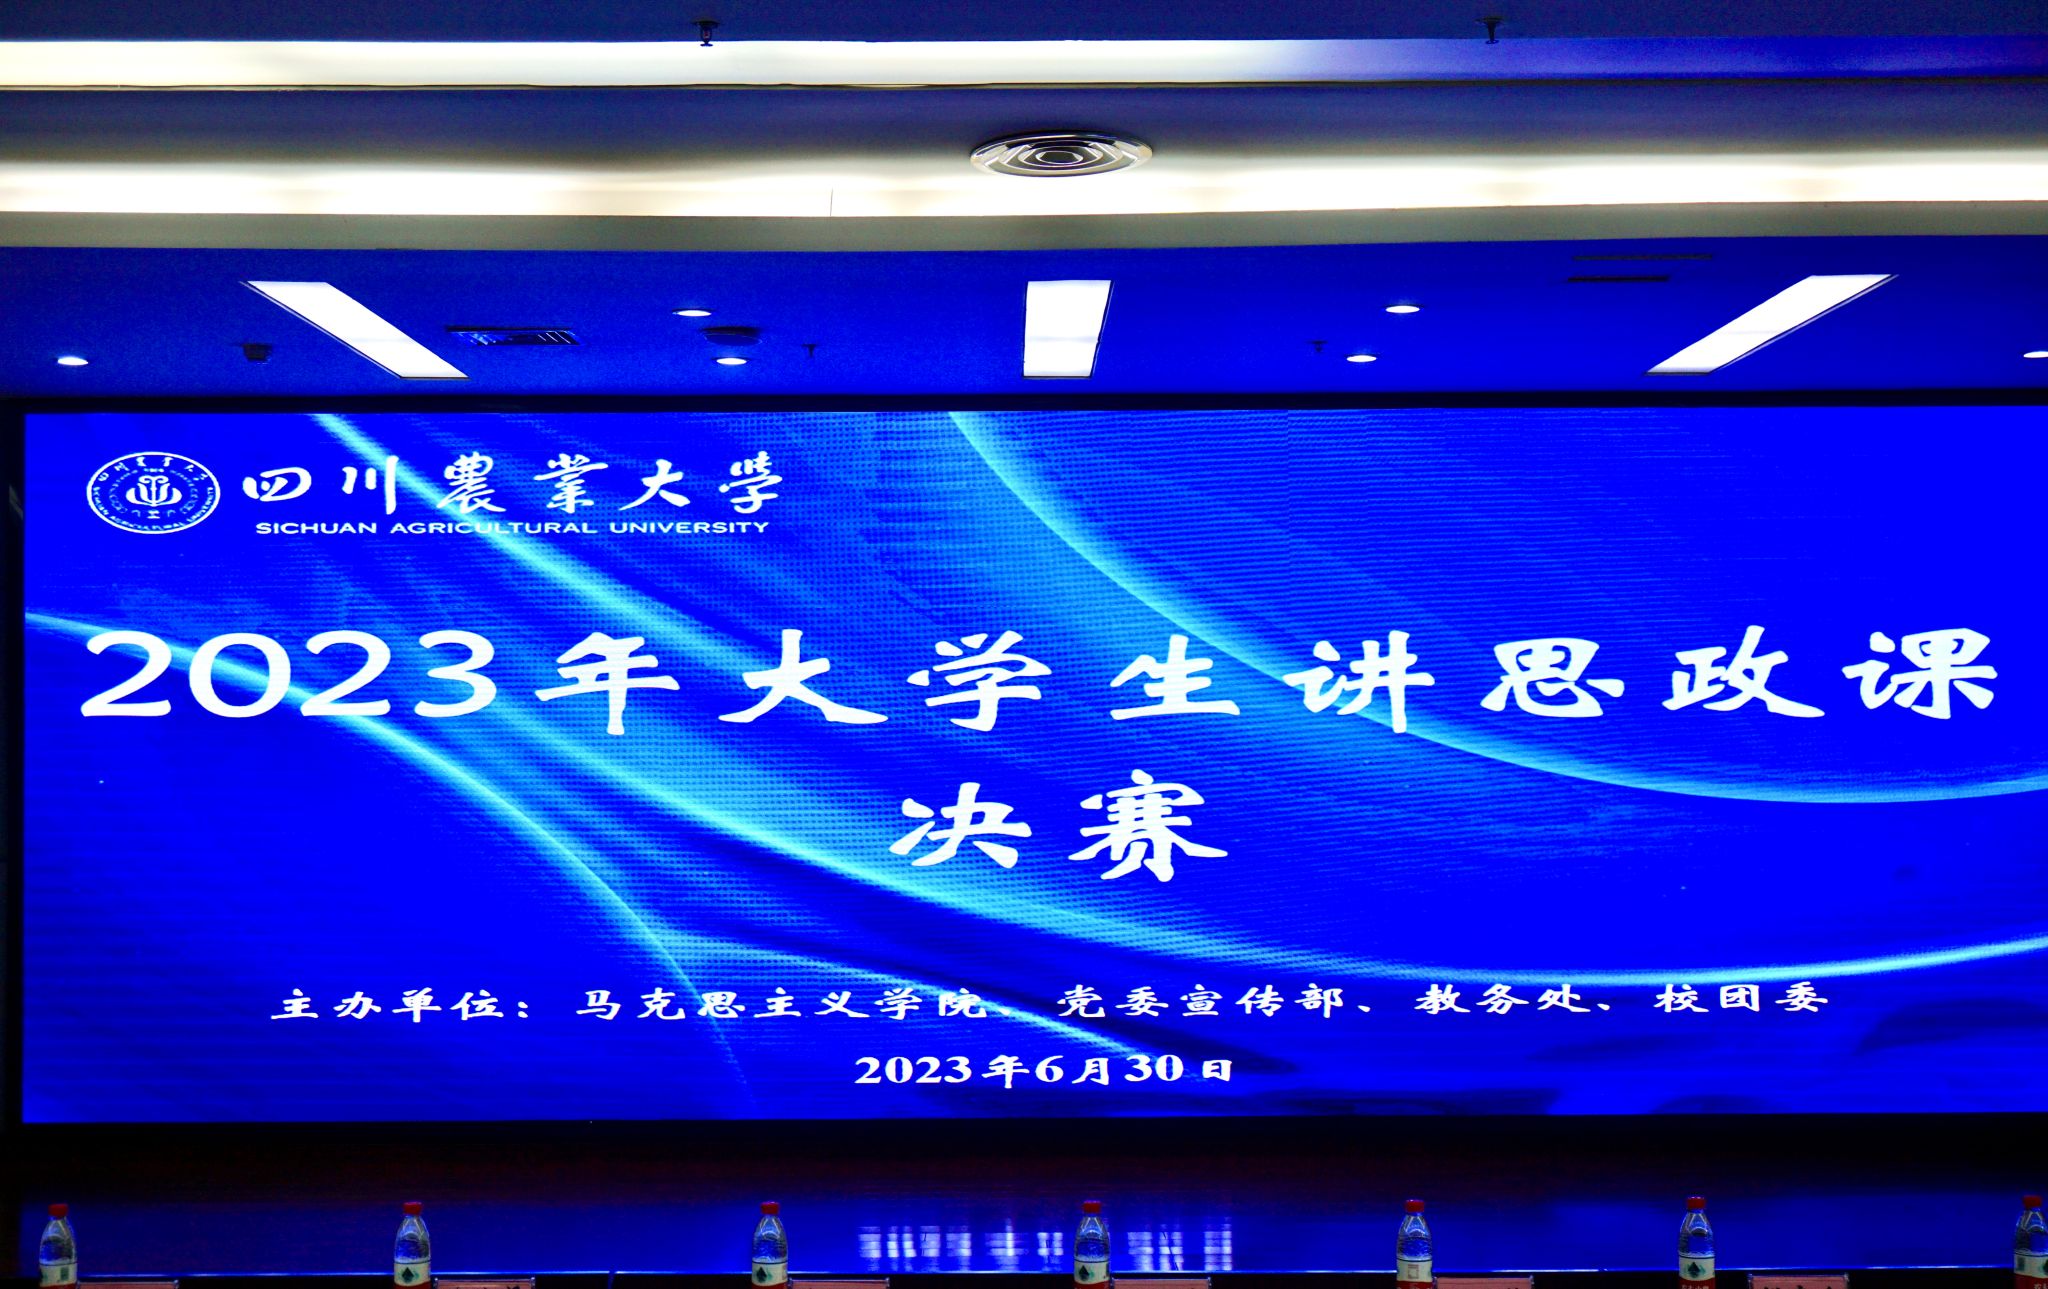 四川農業大學
SICHUAN AGRICULTURAL UNIVERSITY
2023年大学生讲思政课
决赛
主办单位：马克思主义学院、党委宣传部、教务处、校团委
2023年6月30日